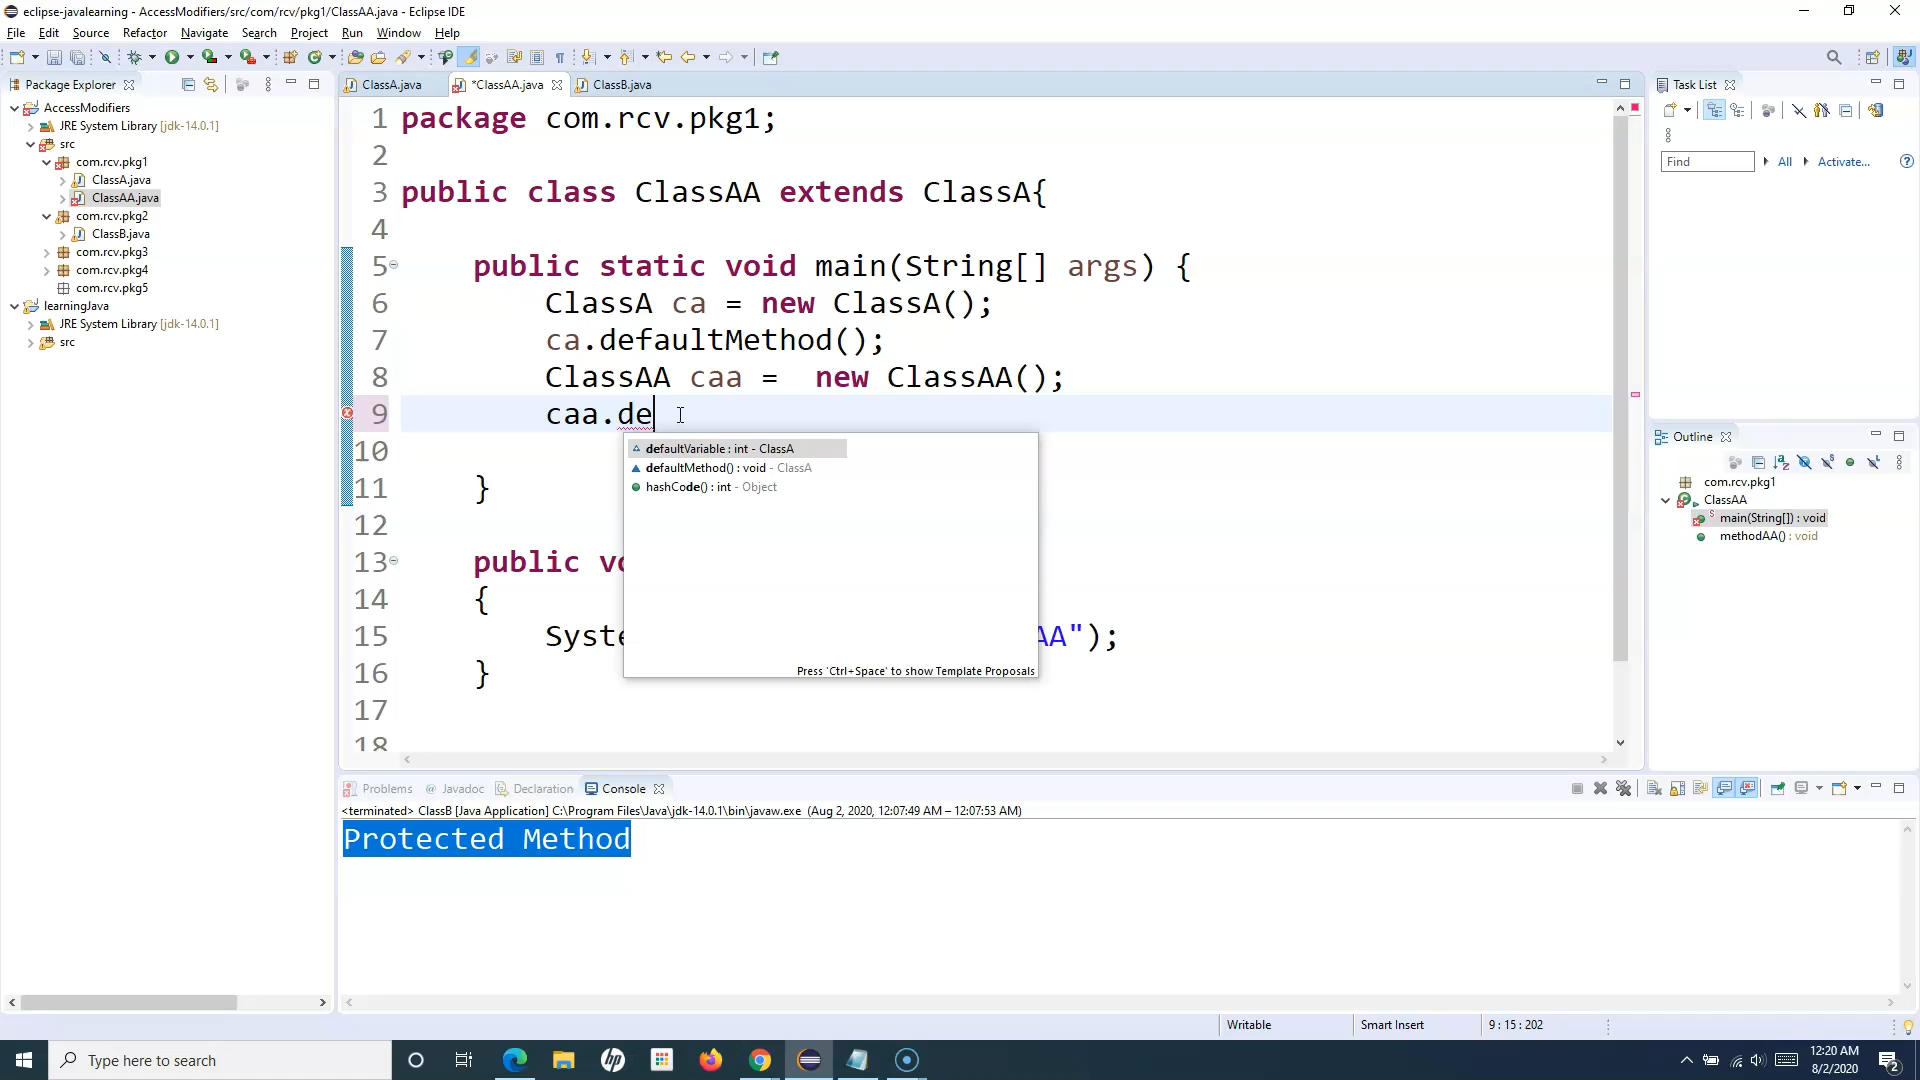 eclipse-javalearning - AccessModifiers/src/com/rcv/pkg1/ClassAA.java - Eclipse IDE
File Edit Source Refactor Navigate Search Project Run Window Help
Package Explorer
AccessModifiers
JRE System Library [jdk-14.0.1]
src
com.rcv.pkg1
ClassA.java
ClassAA.java
com.rcv.pkg2
ClassB.java
com.rcv.pkg3
com.rcv.pkg4
com.rcv.pkg5
learningJava
JRE System Library [jdk-14.0.1]
src
ClassA.java *ClassAA.java ClassB.java
1 package com.rcv.pkg1;
2
3 public class ClassAA extends ClassA{
4
5 public static void main(String[] args) {
6 ClassA ca = new ClassA();
7 ca.defaultMethod();
8 ClassAA caa =  new ClassAA();
9 caa.de
10
11 }
12
13 public vo
14 {
15 Syste AA");
16 }
17
18
defaultVariable : int - ClassA
defaultMethod() : void - ClassA
hashCode() : int - Object
Press 'Ctrl+Space' to show Template Proposals
Task List
Find All Activate...
Outline
com.rcv.pkg1
ClassAA
main(String[]) : void
methodAA() : void
Problems Javadoc Declaration Console
<terminated> ClassB [Java Application] C:\Program Files\Java\jdk-14.0.1\bin\javaw.exe (Aug 2, 2020, 12:07:49 AM – 12:07:53 AM)
Protected Method
Writable Smart Insert 9 : 15 : 202
Type here to search
12:20 AM
8/2/2020
2